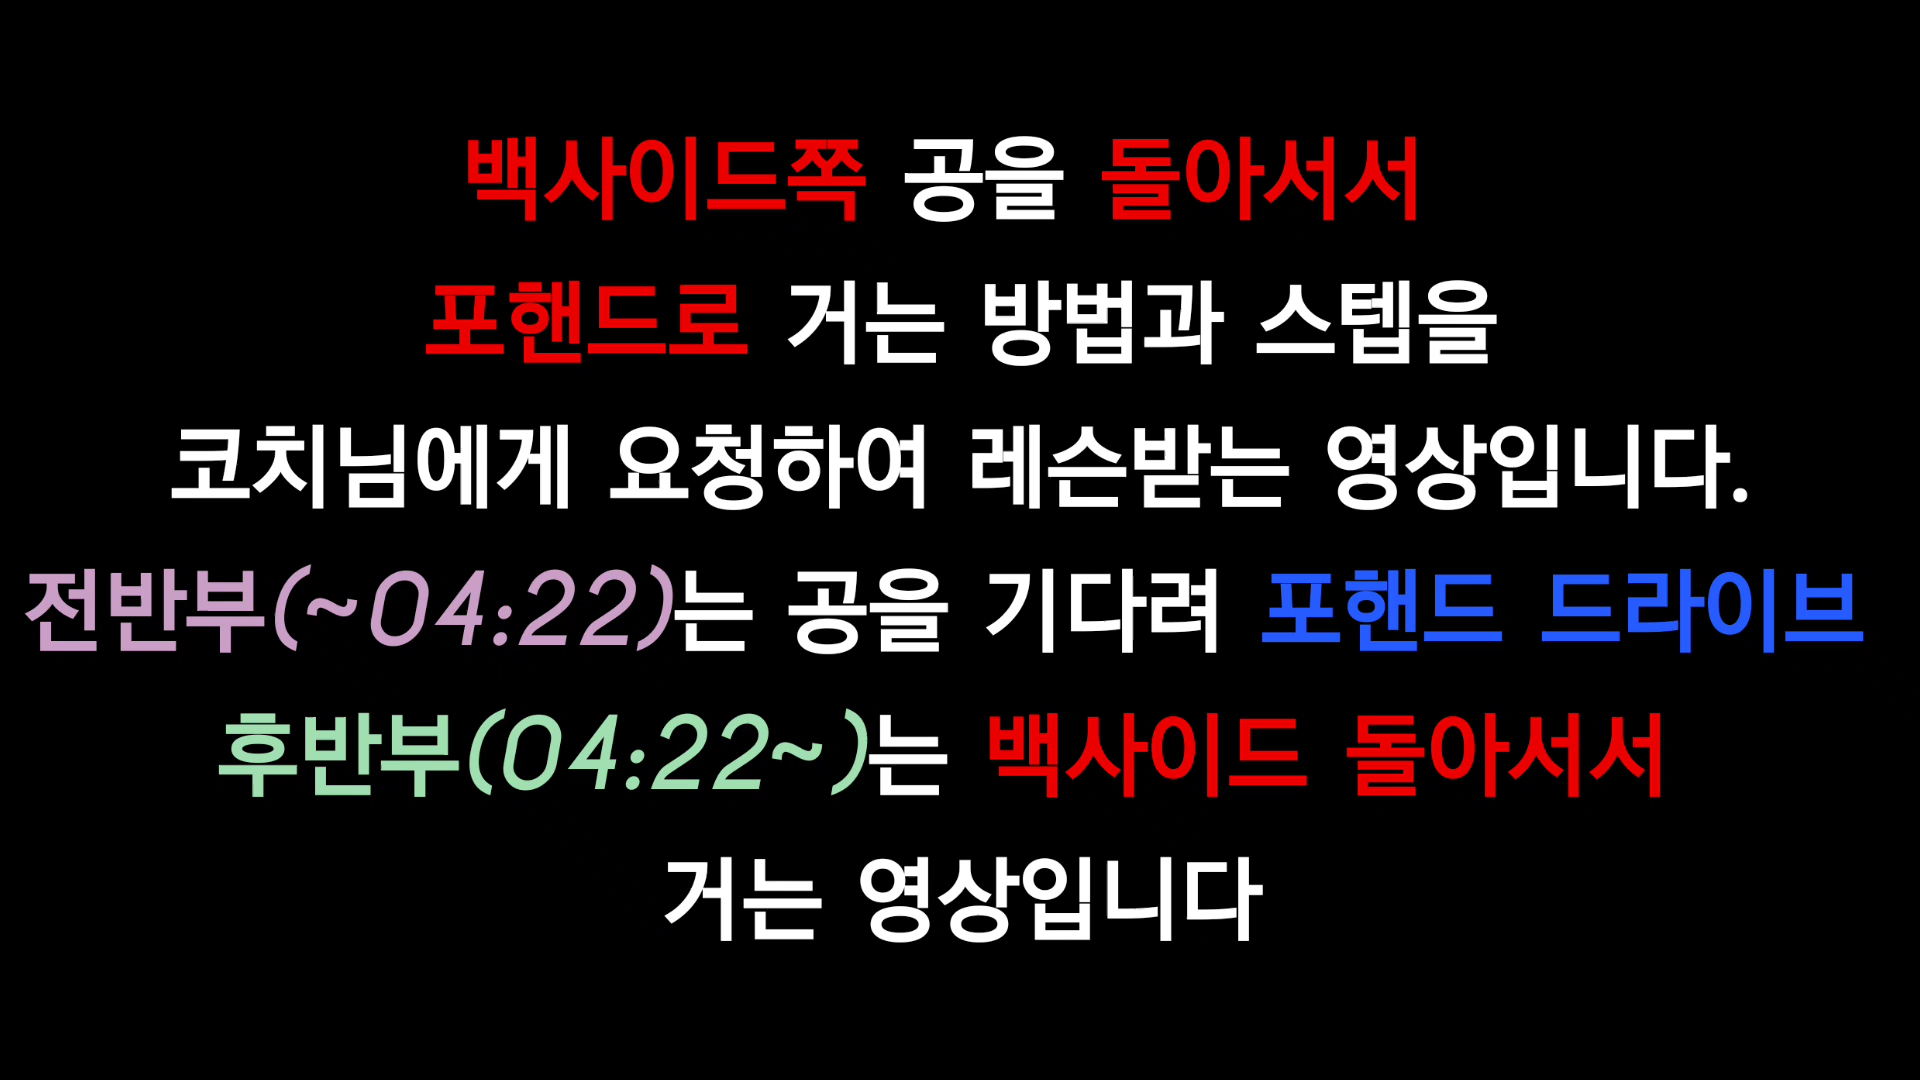 백사이드쪽 공을 돌아서서
포핸드로 거는 방법과 스텝을
코치님에게 요청하여 레슨받는 영상입니다.
전반부(~04:22)는 공을 기다려 포핸드 드라이브
후반부(04:22~)는 백사이드 돌아서서
거는 영상입니다